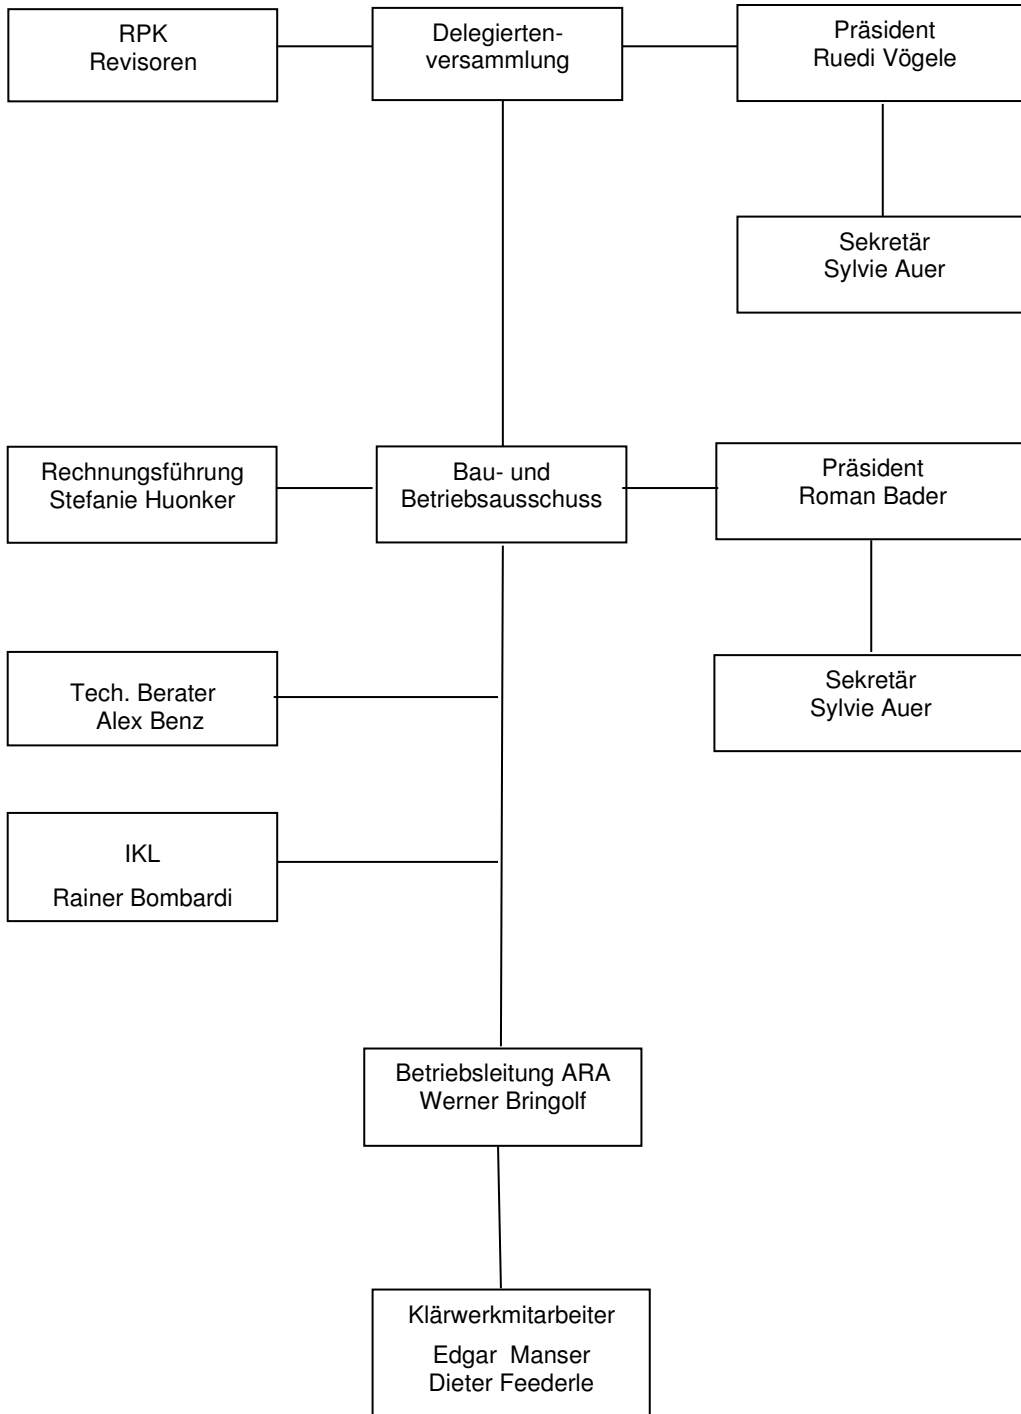 RPK
Revisoren
Delegierten-
versammlung
Präsident
Ruedi Vögele
Sekretär
Sylvie Auer
Rechnungsführung
Stefanie Huonker
Bau- und
Betriebsausschuss
Präsident
Roman Bader
Tech. Berater
Alex Benz
Sekretär
Sylvie Auer
IKL
Rainer Bombardi
Betriebsleitung ARA
Werner Bringolf
Klärwerkmitarbeiter
Edgar Manser
Dieter Feederle